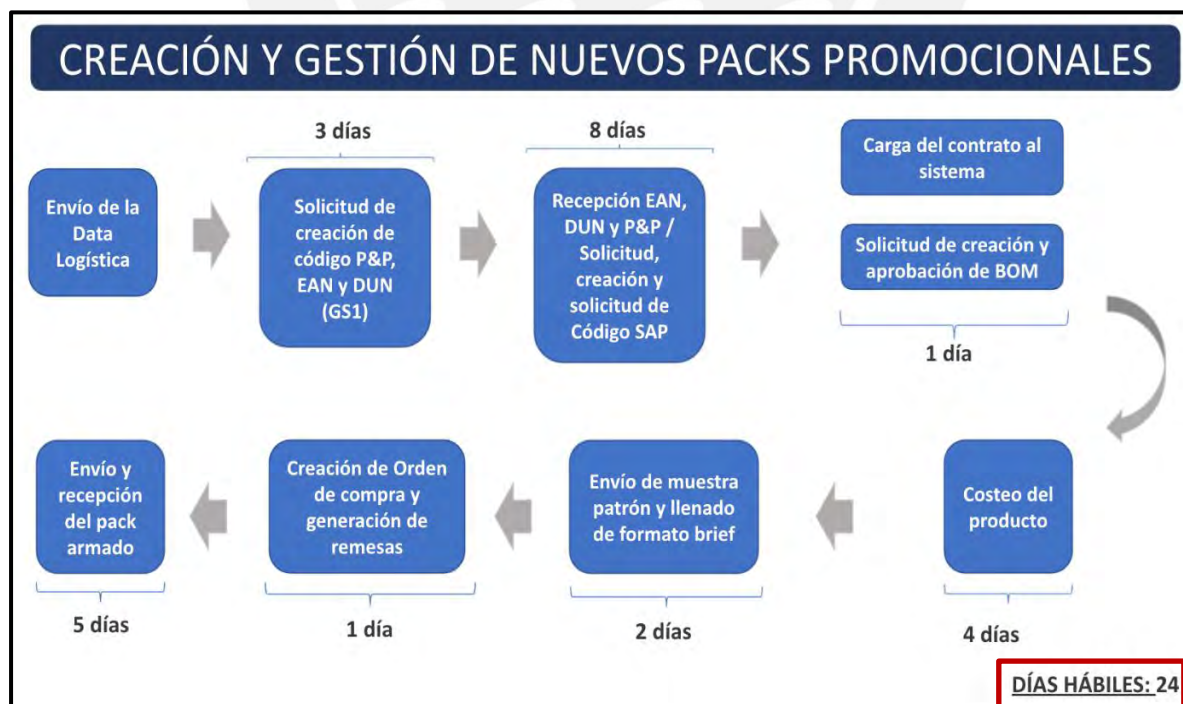 CREACIÓN Y GESTIÓN DE NUEVOS PACKS PROMOCIONALES
Envío de la
Data
Logística
3 días
Solicitud de
creación de
código P&P,
EAN y DUN
(GS1)
8 días
Recepción EAN,
DUN y P&P /
Solicitud,
creación y
solicitud de
Código SAP
Carga del contrato al
sistema
Solicitud de creación y
aprobación de BOM
1 día
Costeo del
producto
4 días
Envío de muestra
patrón y llenado
de formato brief
2 días
Creación de Orden
de compra y
generación de
remesas
1 día
Envío y
recepción
del pack
armado
5 días
DÍAS HÁBILES: 24